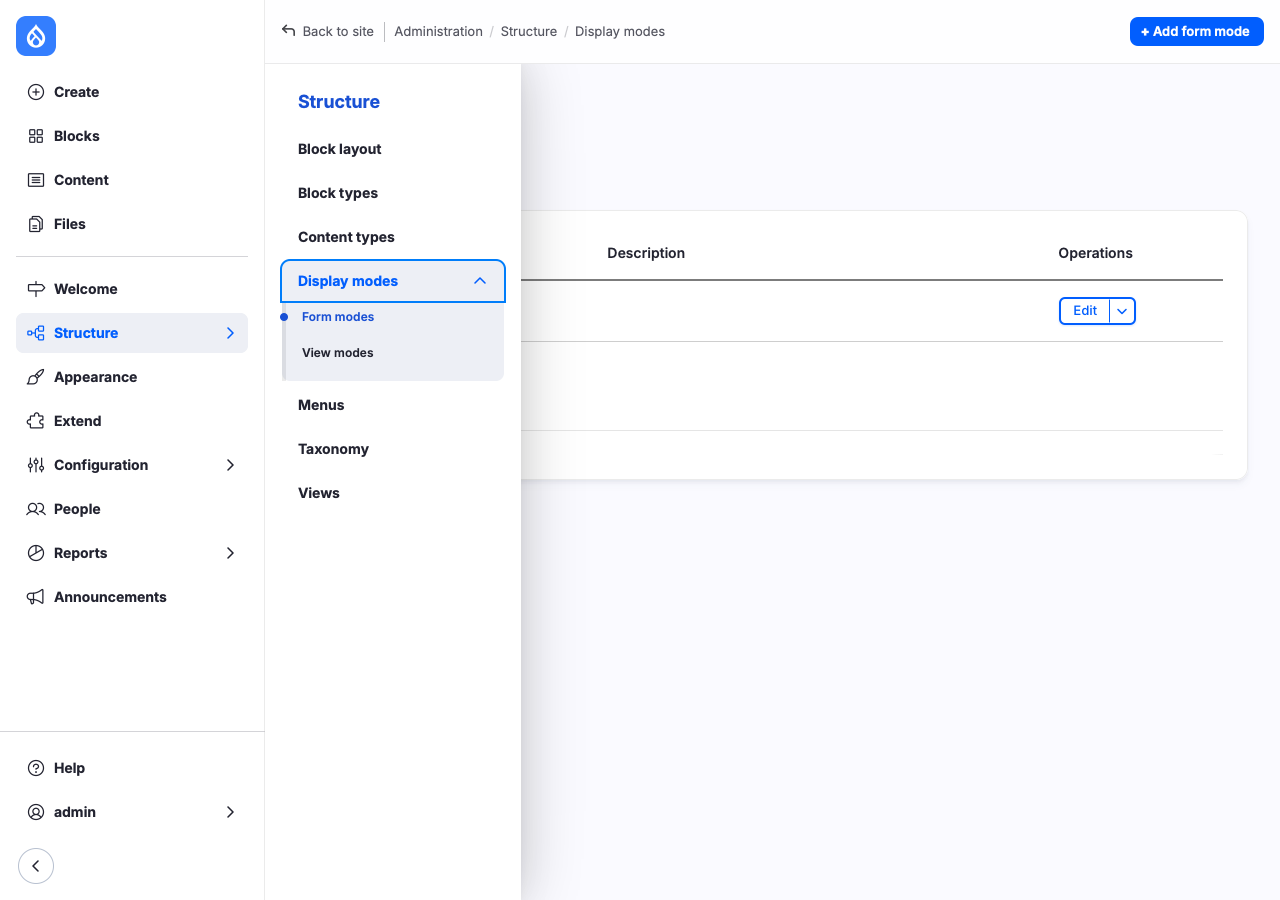 Create
Blocks
Content
Files
Welcome
Structure
Appearance
Extend
Configuration
People
Reports
Announcements
Help
admin
Back to site
Administration / Structure / Display modes
+ Add form mode
Structure
Block layout
Block types
Content types
Display modes
Form modes
View modes
Menus
Taxonomy
Views
Description
Operations
Edit